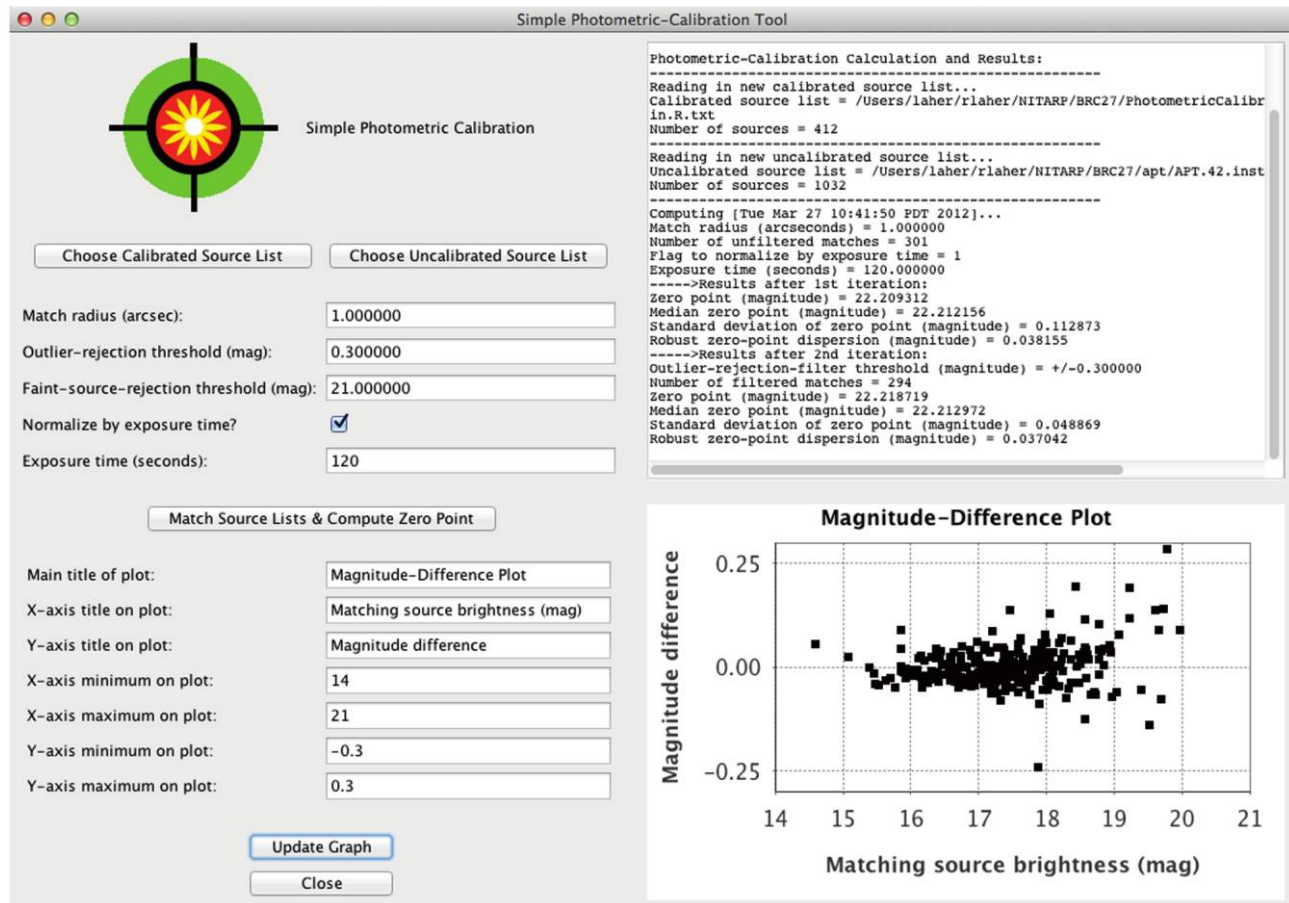 Simple Photometric-Calibration Tool
Simple Photometric Calibration
Choose Calibrated Source List
Choose Uncalibrated Source List
Match radius (arcsec):
1.000000
Outlier-rejection threshold (mag):
0.300000
Faint-source-rejection threshold (mag):
21.000000
Normalize by exposure time?
Exposure time (seconds):
120
Match Source Lists & Compute Zero Point
Main title of plot:
Magnitude-Difference Plot
X-axis title on plot:
Matching source brightness (mag)
Y-axis title on plot:
Magnitude difference
X-axis minimum on plot:
14
X-axis maximum on plot:
21
Y-axis minimum on plot:
-0.3
Y-axis maximum on plot:
0.3
Update Graph
Close
Photometric-Calibration Calculation and Results:
-------------------------------------------------------
Reading in new calibrated source list...
Calibrated source list = /Users/laher/rlaher/NITARP/BRC27/PhotometricCalibr
in.R.txt
Number of sources = 412
-------------------------------------------------------
Reading in new uncalibrated source list...
Uncalibrated source list = /Users/laher/rlaher/NITARP/BRC27/apt/APT.42.inst
Number of sources = 1032
-------------------------------------------------------
Computing [Tue Mar 27 10:41:50 PDT 2012]...
Match radius (arcseconds) = 1.000000
Number of unfiltered matches = 301
Flag to normalize by exposure time = 1
Exposure time (seconds) = 120.000000
----->Results after 1st iteration:
Zero point (magnitude) = 22.209312
Median zero point (magnitude) = 22.212156
Standard deviation of zero point (magnitude) = 0.112873
Robust zero-point dispersion (magnitude) = 0.038155
----->Results after 2nd iteration:
Outlier-rejection-filter threshold (magnitude) = +/-0.300000
Number of filtered matches = 294
Zero point (magnitude) = 22.218719
Median zero point (magnitude) = 22.212972
Standard deviation of zero point (magnitude) = 0.048869
Robust zero-point dispersion (magnitude) = 0.037042
Magnitude-Difference Plot
Magnitude difference
0.25
0.00
-0.25
14 15 16 17 18 19 20 21
Matching source brightness (mag)